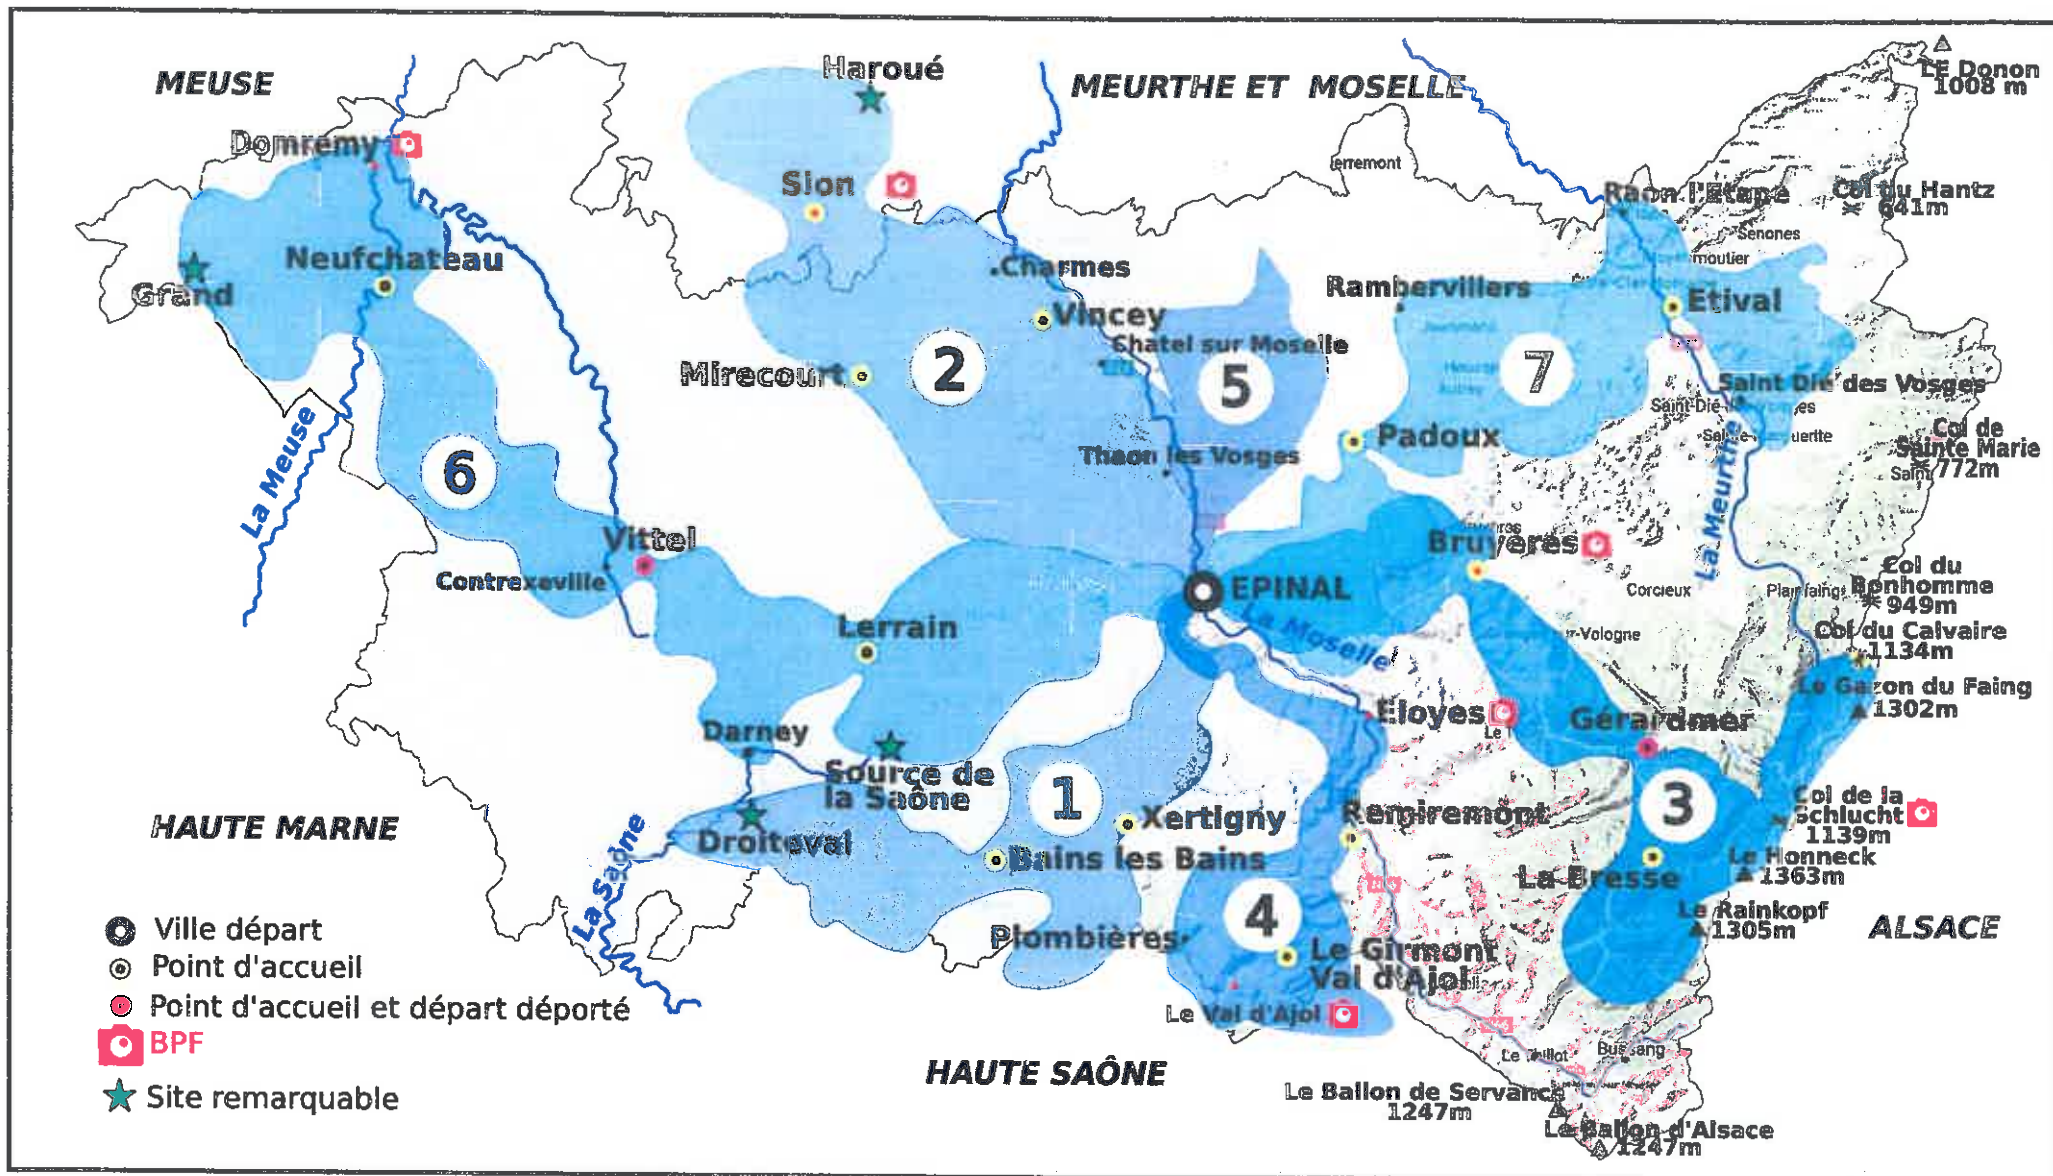 MEUSE
Haroué
MEURTHE ET MOSELLE
LE Donon
1008 m
Domremy
Sion
Raon l'Etape
Col du Hantz
641m
Senones
moutier
Neufchateau
Grand
.Charmes
Rambervillers
Etival
Vincey
Chatel sur Moselle
Mirecourt
2
5
7
Saint Dié des Vosges
Saint-Dié
La Meuse
Padoux
Col de
Sainte Marie
772m
Thaon les Vosges
6
La Meurthe
Vittel
Bruyères
Contrexeville
EPINAL
Corcieux
Plainfaing
Col du
Bonhomme
949m
Lerrain
La Moselle
Col du Calvaire
1134m
Le Gazon du Faing
1302m
Eloyes
Gérardmer
Darney
Source de
la Saône
1
Xertigny
Remiremont
3
Col de la
Schlucht
1139m
HAUTE MARNE
Droiteval
Bains les Bains
La Bresse
Le Honneck
1363m
La Saône
4
Le Rainkopf
1305m
ALSACE
Plombières
Le Girmont
Val d'Ajol
Le Val d'Ajol
Ville départ
Point d'accueil
Point d'accueil et départ déporté
BPF
Site remarquable
HAUTE SAÔNE
Le Thillot
Bussang
Le Ballon de Servance
1247m
Le Ballon d'Alsace
1247m